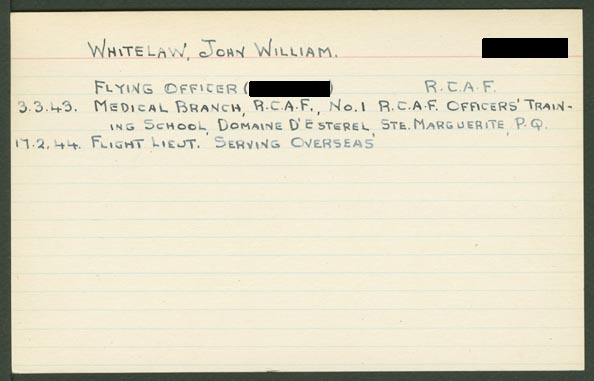 WHITELAW, JOHN WILLIAM.
FLYING OFFICER ( ) R.C.A.F.
3.3.43. MEDICAL BRANCH, R.C.A.F., NO.1 R.C.A.F. OFFICERS' TRAIN-
ING SCHOOL, DOMAINE D'ESTEREL, STE. MARGUERITE, P.Q.
17.2.44. FLIGHT LIEUT. SERVING OVERSEAS